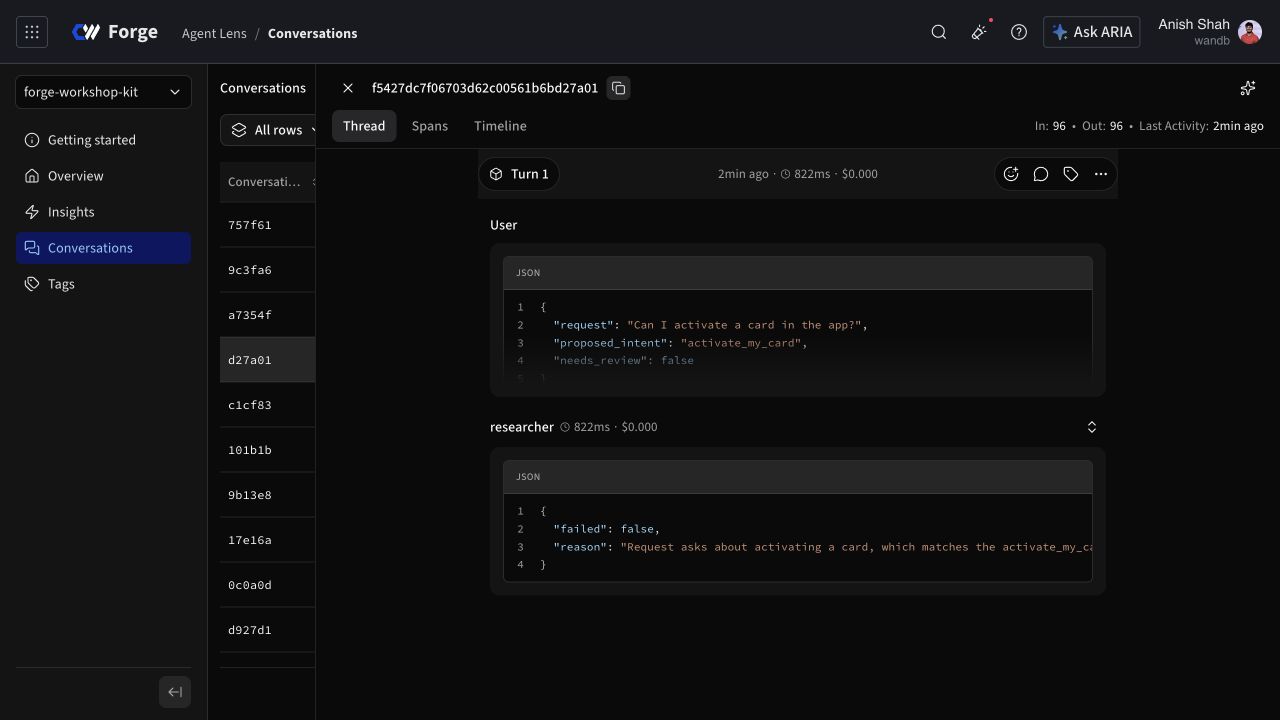 Forge
Agent Lens / Conversations
Ask ARIA
Anish Shah
wandb
forge-workshop-kit
Getting started
Overview
Insights
Conversations
Tags
Conversations
All rows
Conversati...
757f61
9c3fa6
a7354f
d27a01
c1cf83
101b1b
9b13e8
17e16a
0c0a0d
d927d1
f5427dc7f06703d62c00561b6bd27a01
Thread Spans Timeline
In: 96 • Out: 96 • Last Activity: 2min ago
Turn 1
2min ago · 822ms · $0.000
User
JSON
1 {
2 "request": "Can I activate a card in the app?",
3 "proposed_intent": "activate_my_card",
4 "needs_review": false
5 }
researcher 822ms · $0.000
JSON
1 {
2 "failed": false,
3 "reason": "Request asks about activating a card, which matches the activate_my_ca
4 }